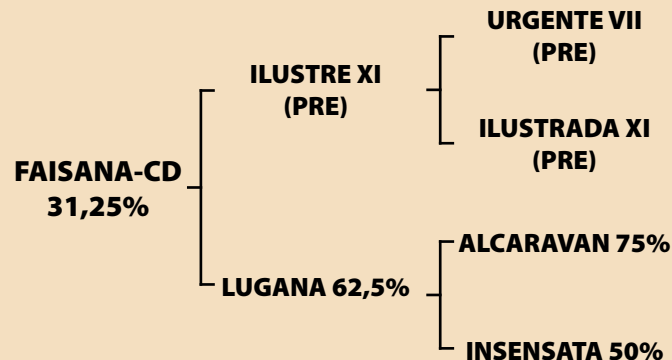 URGENTE VII
(PRE)
ILUSTRE XI
(PRE)
ILUSTRADA XI
(PRE)
FAISANA-CD
31,25%
ALCARAVAN 75%
LUGANA 62,5%
INSENSATA 50%